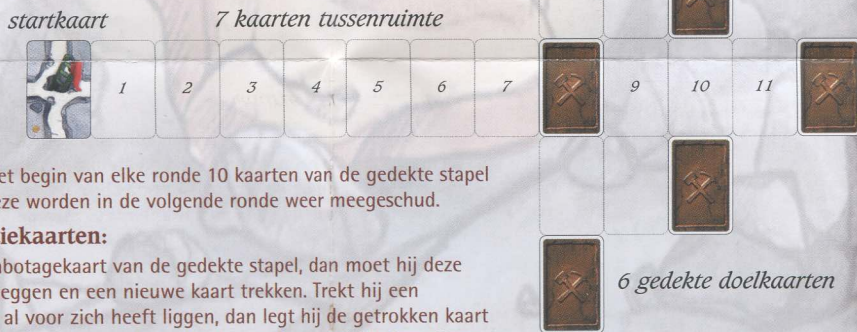 startkaart 7 kaarten tussenruimte
1 2 3 4 5 6 7 9 10 11
et begin van elke ronde 10 kaarten van de gedekte stapel
eze worden in de volgende ronde weer meegeschud.
iekaarten:
abotagekaart van de gedekte stapel, dan moet hij deze
eggen en een nieuwe kaart trekken. Trekt hij een
al voor zich heeft liggen, dan legt hij de getrokken kaart
6 gedekte doelkaarten